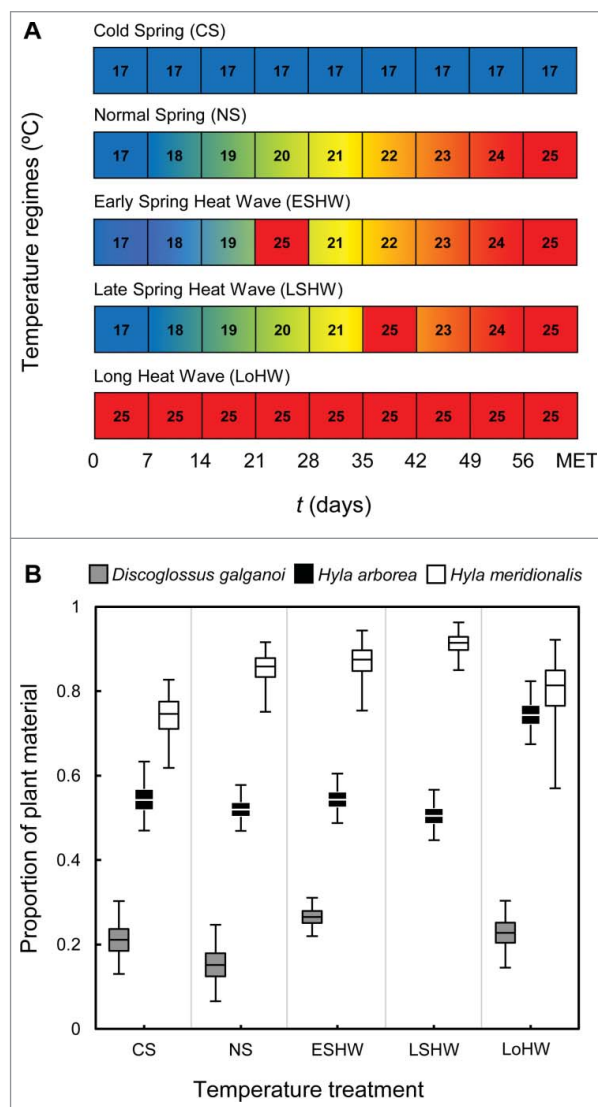 A
Cold Spring (CS)
17 17 17 17 17 17 17 17 17
Normal Spring (NS)
17 18 19 20 21 22 23 24 25
Early Spring Heat Wave (ESHW)
17 18 19 25 21 22 23 24 25
Late Spring Heat Wave (LSHW)
17 18 19 20 21 25 23 24 25
Long Heat Wave (LoHW)
25 25 25 25 25 25 25 25 25
0 7 14 21 28 35 42 49 56 MET
t (days)
Temperature regimes (ºC)
B
Discoglossus galganoi Hyla arborea Hyla meridionalis
1
0.8
0.6
0.4
0.2
0
Proportion of plant material
CS NS ESHW LSHW LoHW
Temperature treatment